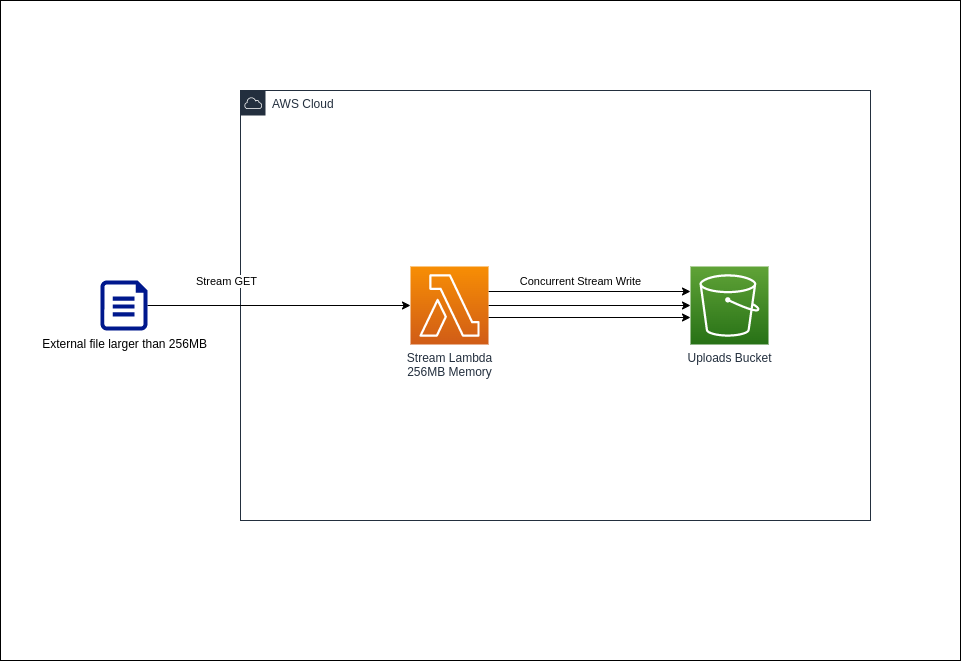 AWS Cloud
Stream GET
Concurrent Stream Write
External file larger than 256MB
Stream Lambda
256MB Memory
Uploads Bucket